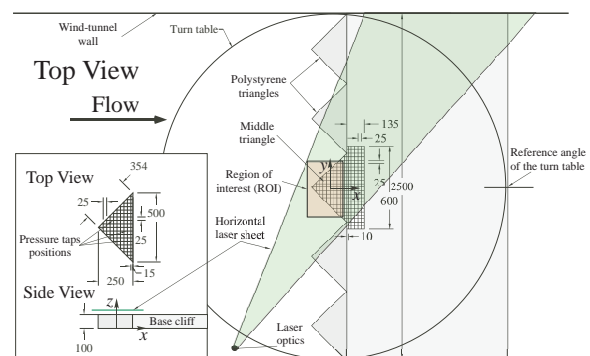 Wind-tunnel
wall
Turn table
Top View
Flow
Polystyrene
triangles
135
25
Middle
triangle
Reference angle
of the turn table
y
x
Region of
interest (ROI)
25
2500
600
10
Horizontal
laser sheet
Laser
optics
Top View
354
25
500
Pressure taps
positions
25
15
250
Side View
z
Base cliff
x
100